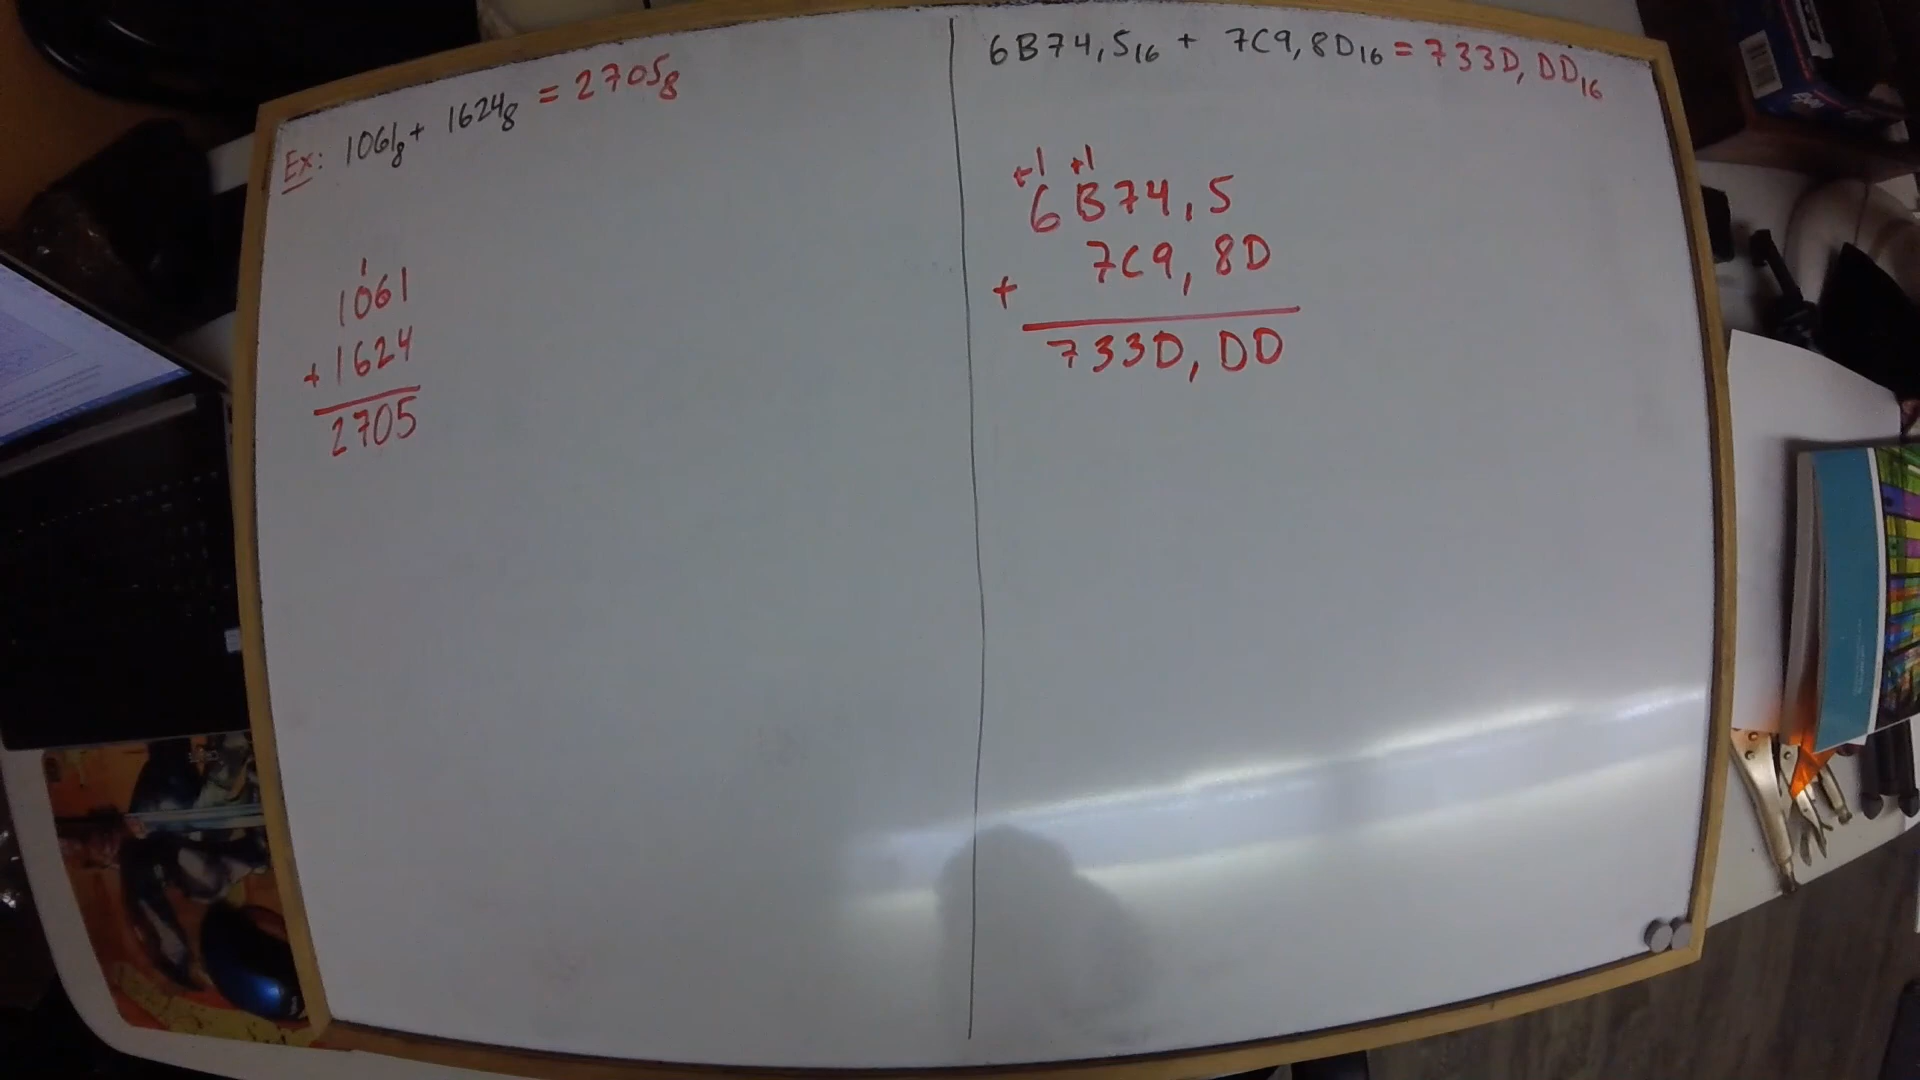 Ex: 1061₈ + 1624₈ = 2705₈
1
1061
+ 1624
2705
6B74,5₁₆ + 7C9,8D₁₆ = 733D,DD₁₆
+1 +1
6B74,5
+ 7C9,8D
733D,DD